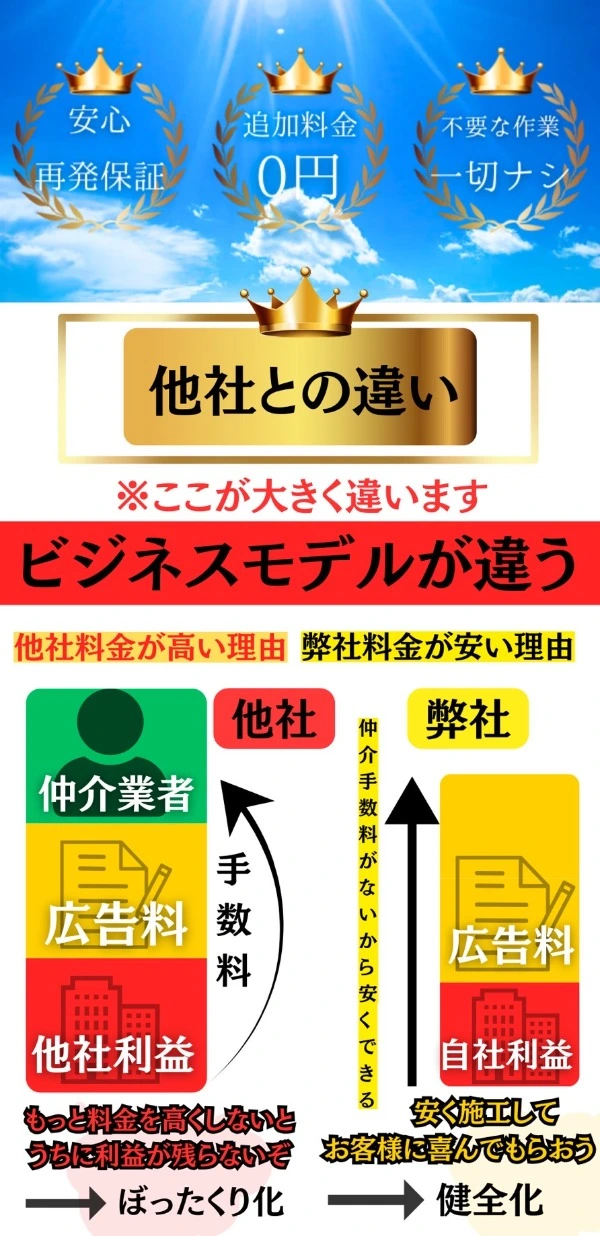 安心
再発保証
追加料金
0円
不要な作業
一切ナシ
他社との違い
※ここが大きく違います
ビジネスモデルが違う
他社料金が高い理由
弊社料金が安い理由
他社
仲介業者
広告料
他社利益
手数料
もっと料金を高くしないと
うちに利益が残らないぞ
ぼったくり化
弊社
仲介手数料がないから安くできる
広告料
自社利益
安く施工して
お客様に喜んでもらおう
健全化